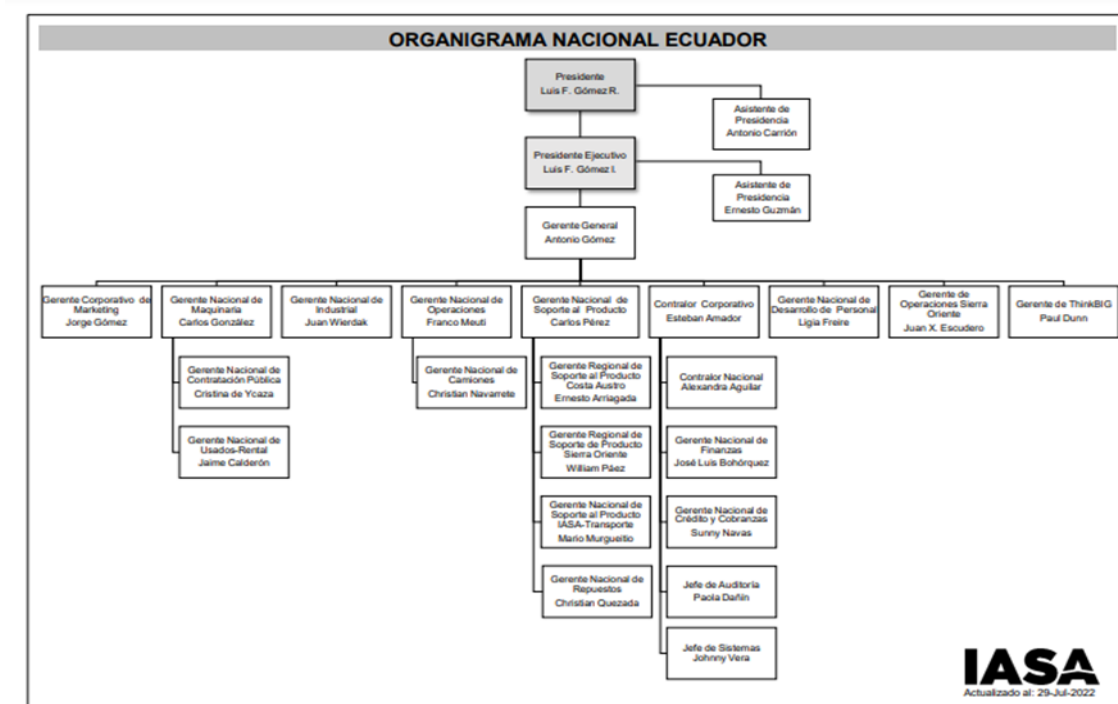 ORGANIGRAMA NACIONAL ECUADOR
Presidente
Luis F. Gómez R.
Asistente de
Presidencia
Antonio Carrión
Presidente Ejecutivo
Luis F. Gómez I.
Asistente de
Presidencia
Ernesto Guzmán
Gerente General
Antonio Gómez
Gerente Corporativo de
Marketing
Jorge Gómez
Gerente Nacional de
Maquinaria
Carlos González
Gerente Nacional de
Industrial
Juan Wierdak
Gerente Nacional de
Operaciones
Franco Meuti
Gerente Nacional de
Soporte al Producto
Carlos Pérez
Contralor Corporativo
Esteban Amador
Gerente Nacional de
Desarrollo de Personal
Ligia Freire
Gerente de
Operaciones Sierra
Oriente
Juan X. Escudero
Gerente de ThinkBIG
Paul Dunn
Gerente Nacional de
Contratación Pública
Cristina de Ycaza
Gerente Nacional de
Usados-Rental
Jaime Calderón
Gerente Nacional de
Camiones
Christian Navarrete
Gerente Regional de
Soporte al Producto
Costa Austro
Ernesto Arriagada
Gerente Regional de
Soporte de Producto
Sierra Oriente
William Páez
Gerente Nacional de
Soporte al Producto
IASA-Transporte
Mario Murgueitio
Gerente Nacional de
Repuestos
Christian Quezada
Contralor Nacional
Alexandra Aguilar
Gerente Nacional de
Finanzas
José Luis Bohórquez
Gerente Nacional de
Crédito y Cobranzas
Sunny Navas
Jefe de Auditoría
Paola Dañín
Jefe de Sistemas
Johnny Vera
IASA
Actualizado al: 29-Jul-2022